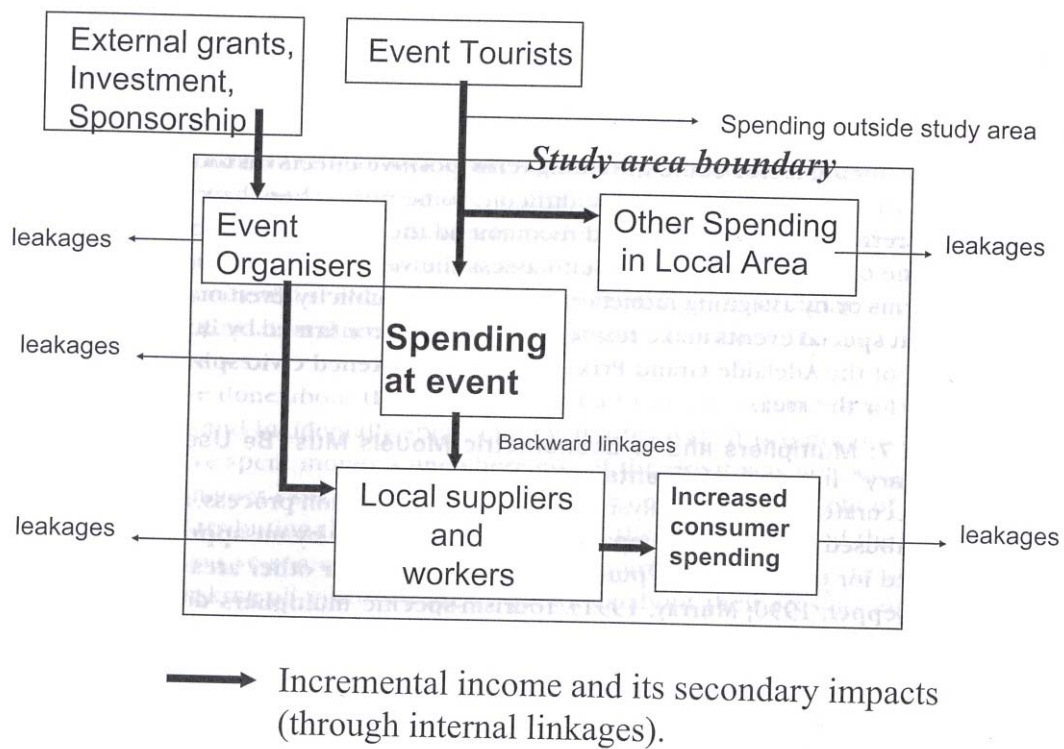 External grants,
Investment,
Sponsorship
Event Tourists
Spending outside study area
Study area boundary
Event
Organisers
Other Spending
in Local Area
leakages
leakages
leakages
Spending
at event
Backward linkages
Local suppliers
and
workers
Increased
consumer
spending
leakages
leakages
Incremental income and its secondary impacts
(through internal linkages).